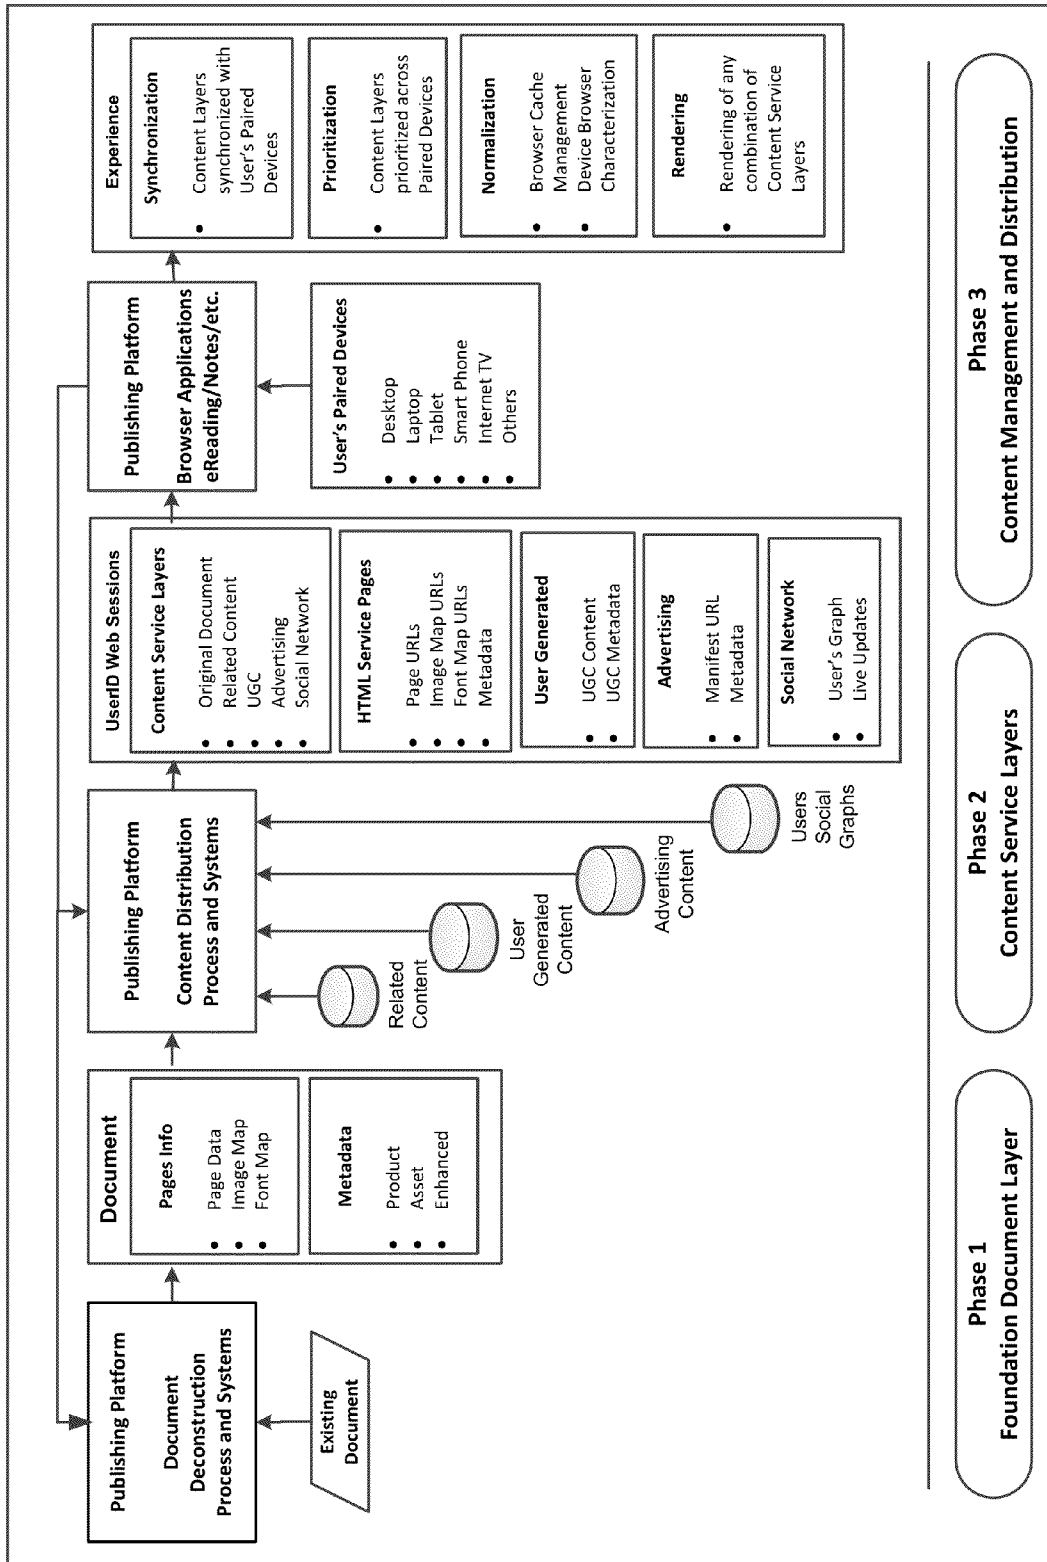 Publishing Platform
Document
Deconstruction
Process and Systems
Existing
Document
Document
Pages Info
• Page Data
• Image Map
• Font Map
Metadata
• Product
• Asset
• Enhanced
Publishing Platform
Content Distribution
Process and Systems
Related
Content
User
Generated
Content
Advertising
Content
Users
Social
Graphs
UserID Web Sessions
Content Service Layers
• Original Document
• Related Content
• UGC
• Advertising
• Social Network
HTML Service Pages
• Page URLs
• Image Map URLs
• Font Map URLs
• Metadata
User Generated
• UGC Content
• UGC Metadata
Advertising
• Manifest URL
• Metadata
Social Network
• User's Graph
• Live Updates
Publishing Platform
Browser Applications
eReading/Notes/etc.
User's Paired Devices
• Desktop
• Laptop
• Tablet
• Smart Phone
• Internet TV
• Others
Experience
Synchronization
• Content Layers
synchronized with
User's Paired
Devices
Prioritization
• Content Layers
prioritized across
Paired Devices
Normalization
• Browser Cache
Management
• Device Browser
Characterization
Rendering
• Rendering of any
combination of
Content Service
Layers
Phase 1
Foundation Document Layer
Phase 2
Content Service Layers
Phase 3
Content Management and Distribution